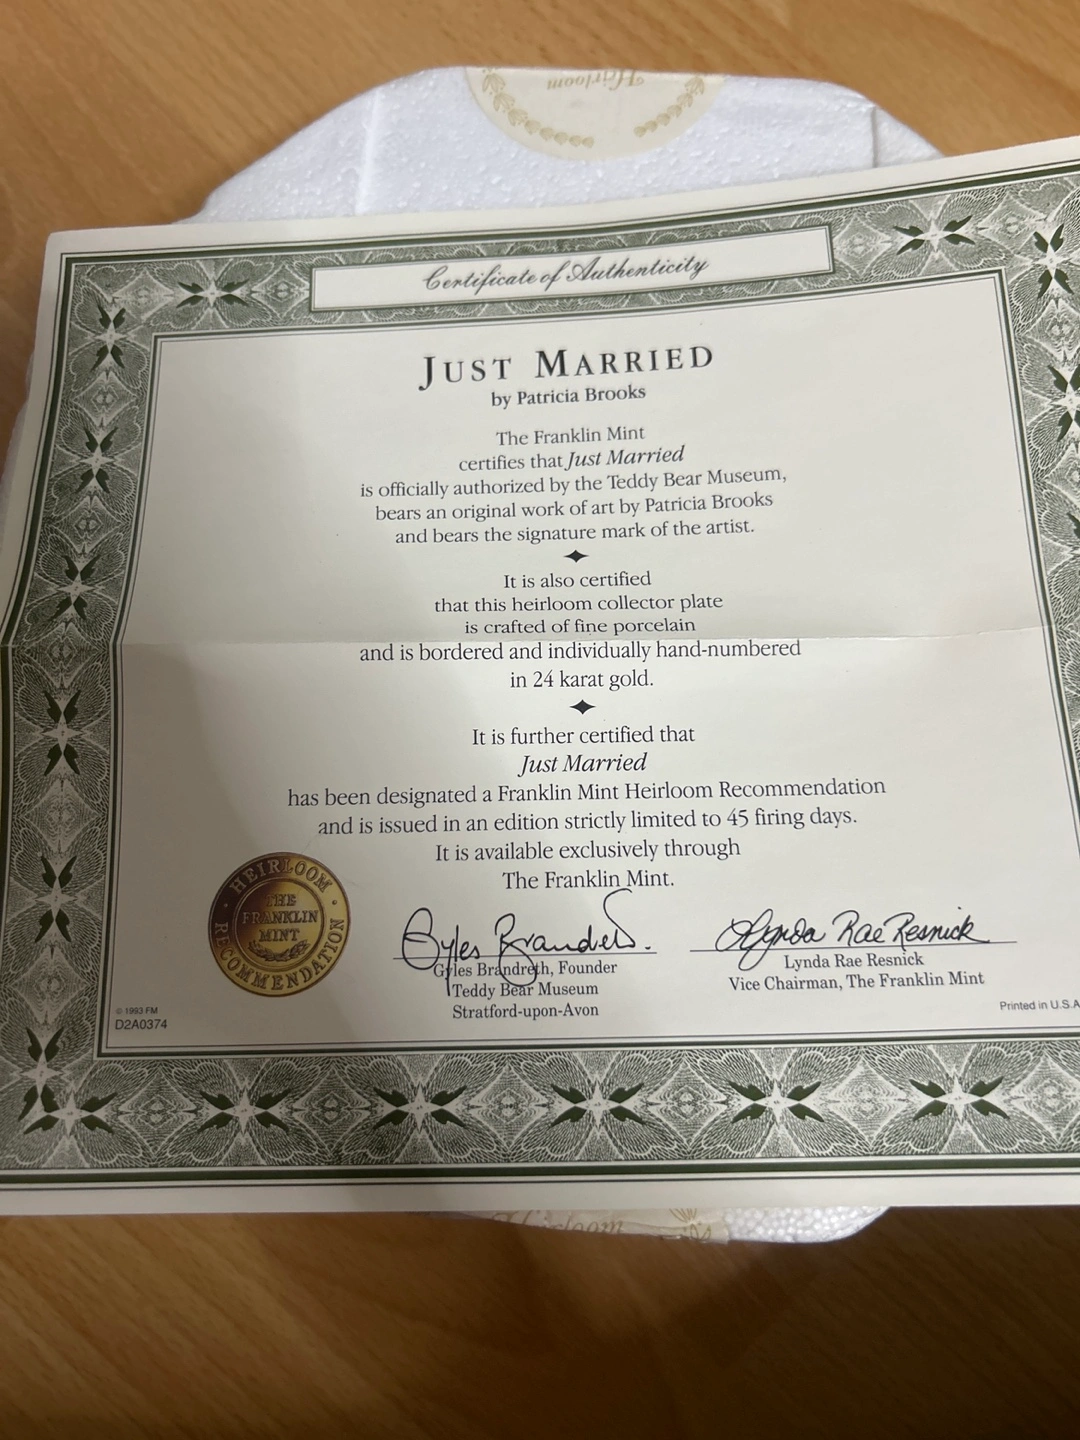 Heirloom
Certificate of Authenticity
JUST MARRIED
by Patricia Brooks
The Franklin Mint
certifies that Just Married
is officially authorized by the Teddy Bear Museum,
bears an original work of art by Patricia Brooks
and bears the signature mark of the artist.
It is also certified
that this heirloom collector plate
is crafted of fine porcelain
and is bordered and individually hand-numbered
in 24 karat gold.
It is further certified that
Just Married
has been designated a Franklin Mint Heirloom Recommendation
and is issued in an edition strictly limited to 45 firing days.
It is available exclusively through
The Franklin Mint.
HEIRLOOM RECOMMENDATION
THE
FRANKLIN
MINT
Gyles Brandreth.
Gyles Brandreth, Founder
Teddy Bear Museum
Stratford-upon-Avon
Lynda Rae Resnick
Lynda Rae Resnick
Vice Chairman, The Franklin Mint
© 1993 FM
D2A0374
Printed in U.S.A
Heirloom